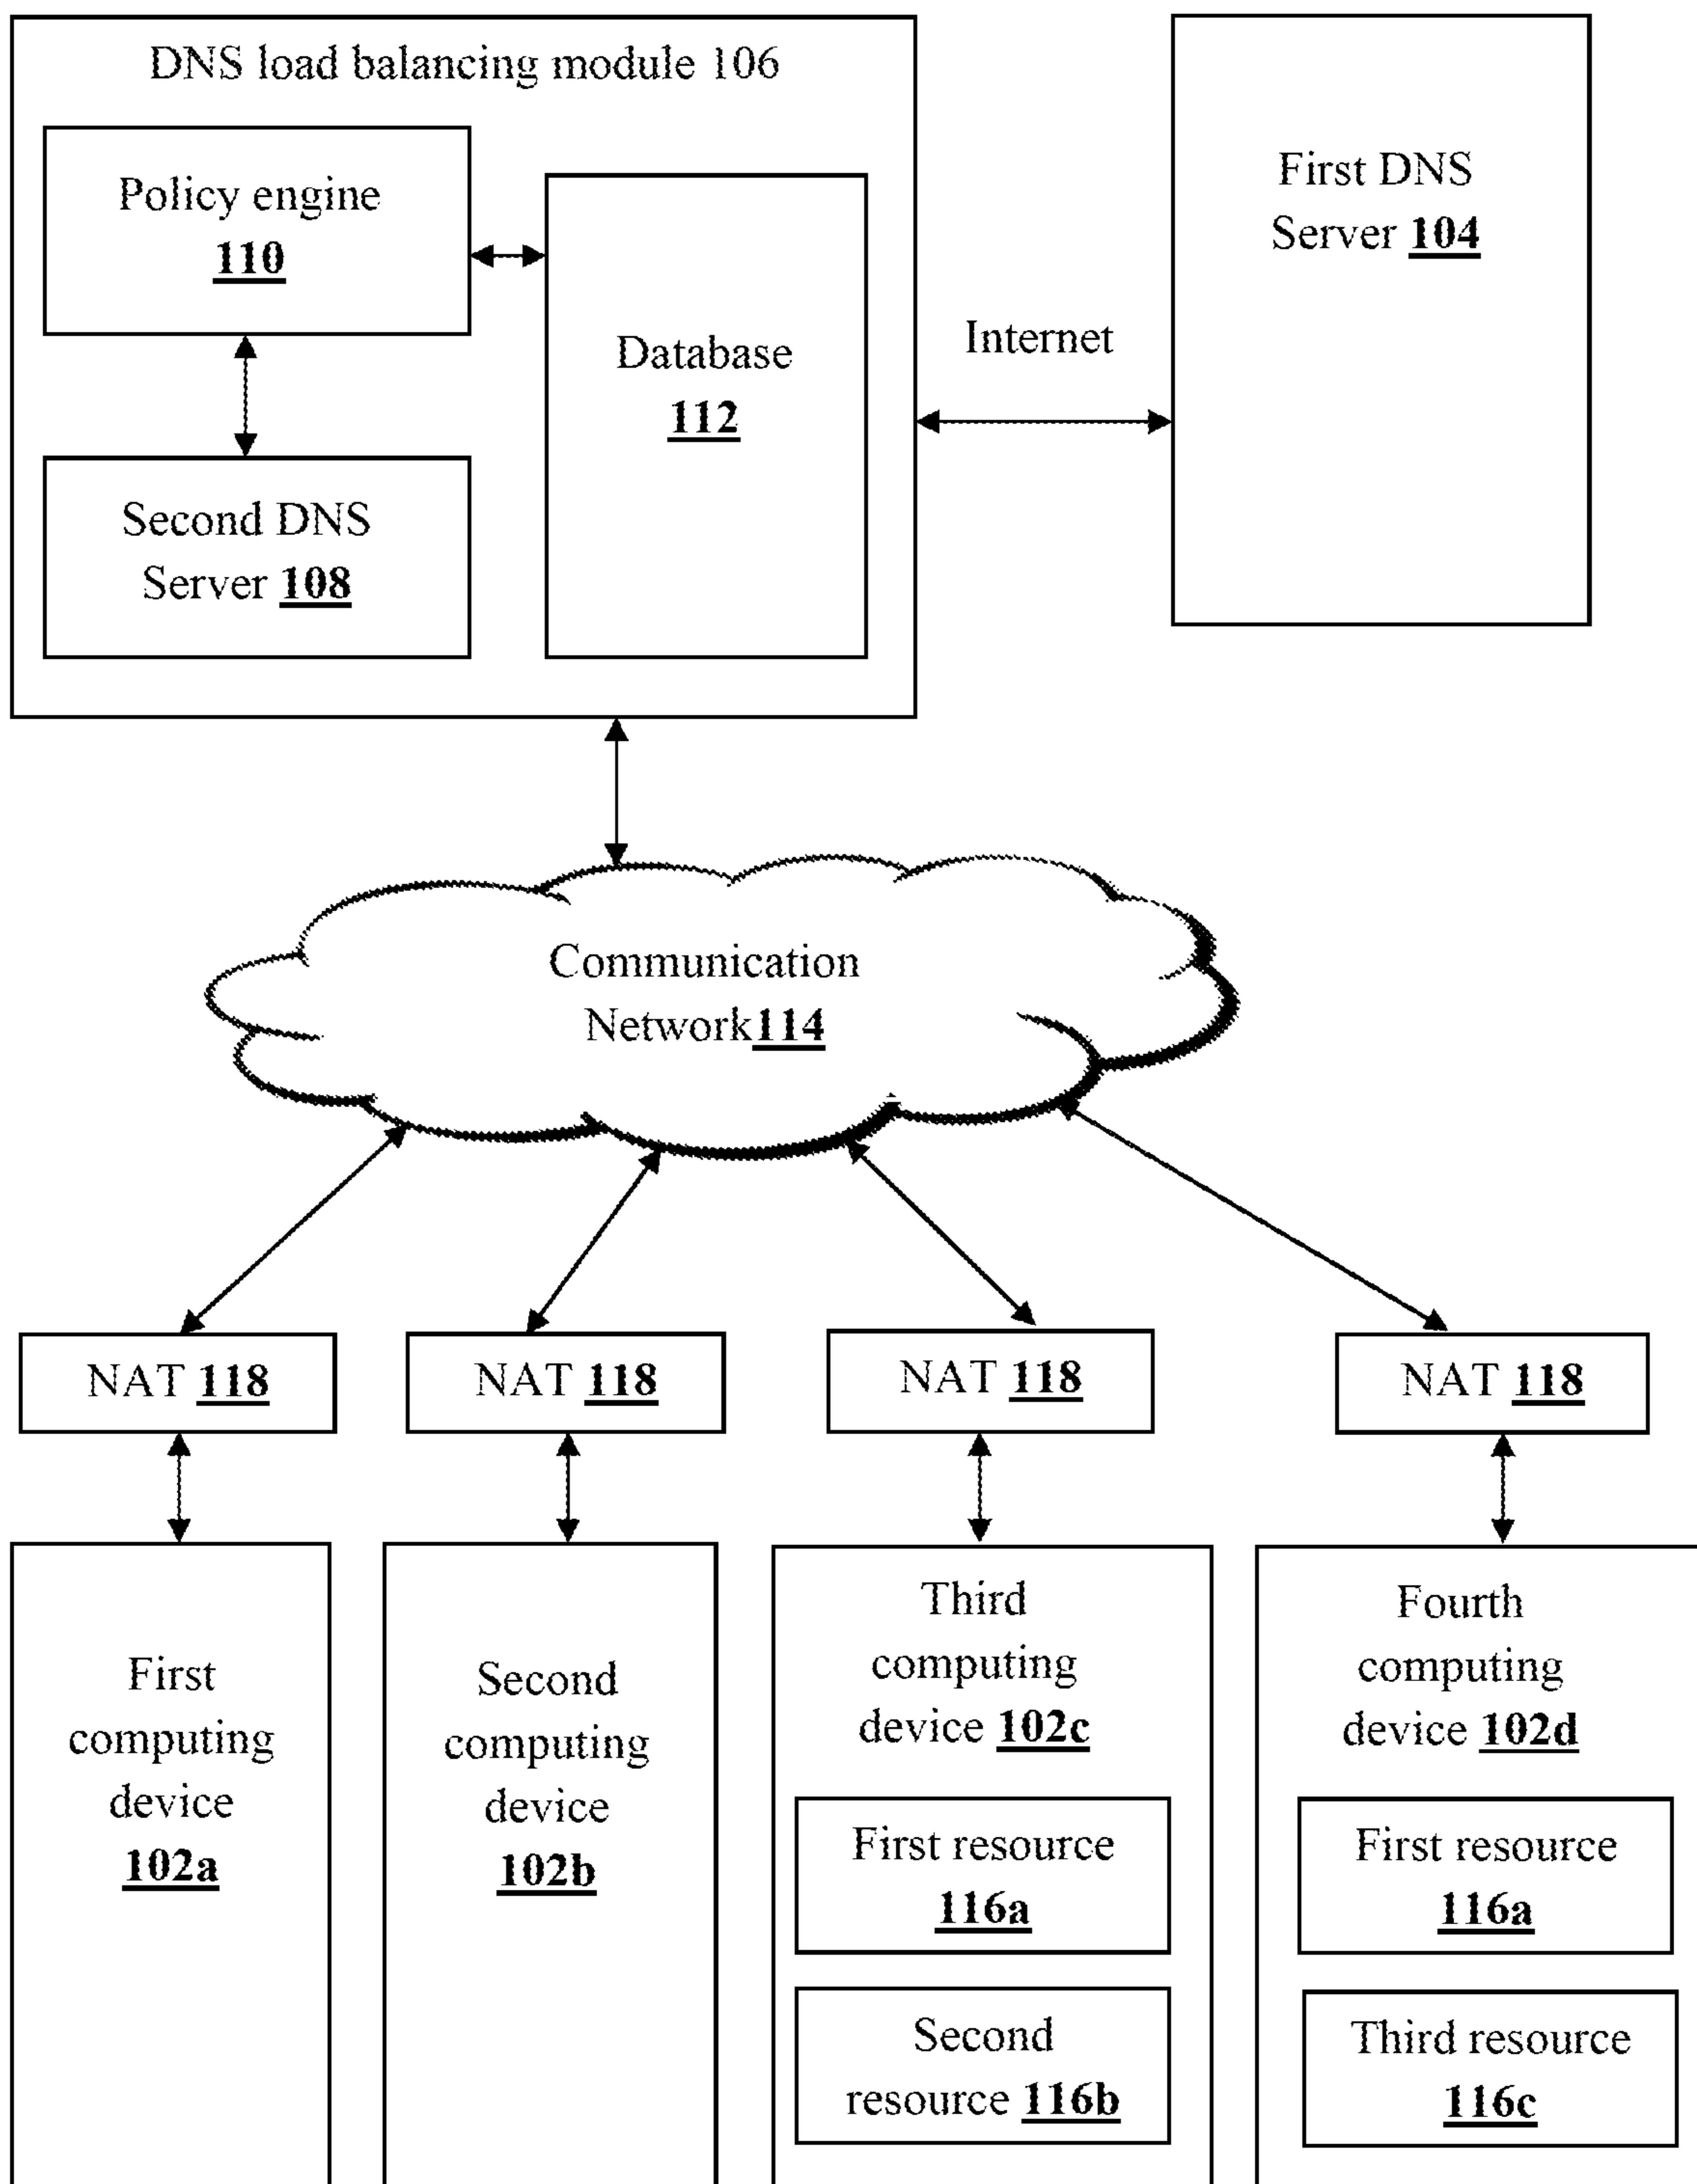 DNS load balancing module 106
Policy engine
110
Database
112
Second DNS
Server 108
Internet
First DNS
Server 104
Communication
Network114
NAT 118
NAT 118
NAT 118
NAT 118
First
computing
device
102a
Second
computing
device
102b
Third
computing
device 102c
First resource
116a
Second
resource 116b
Fourth
computing
device 102d
First resource
116a
Third resource
116c